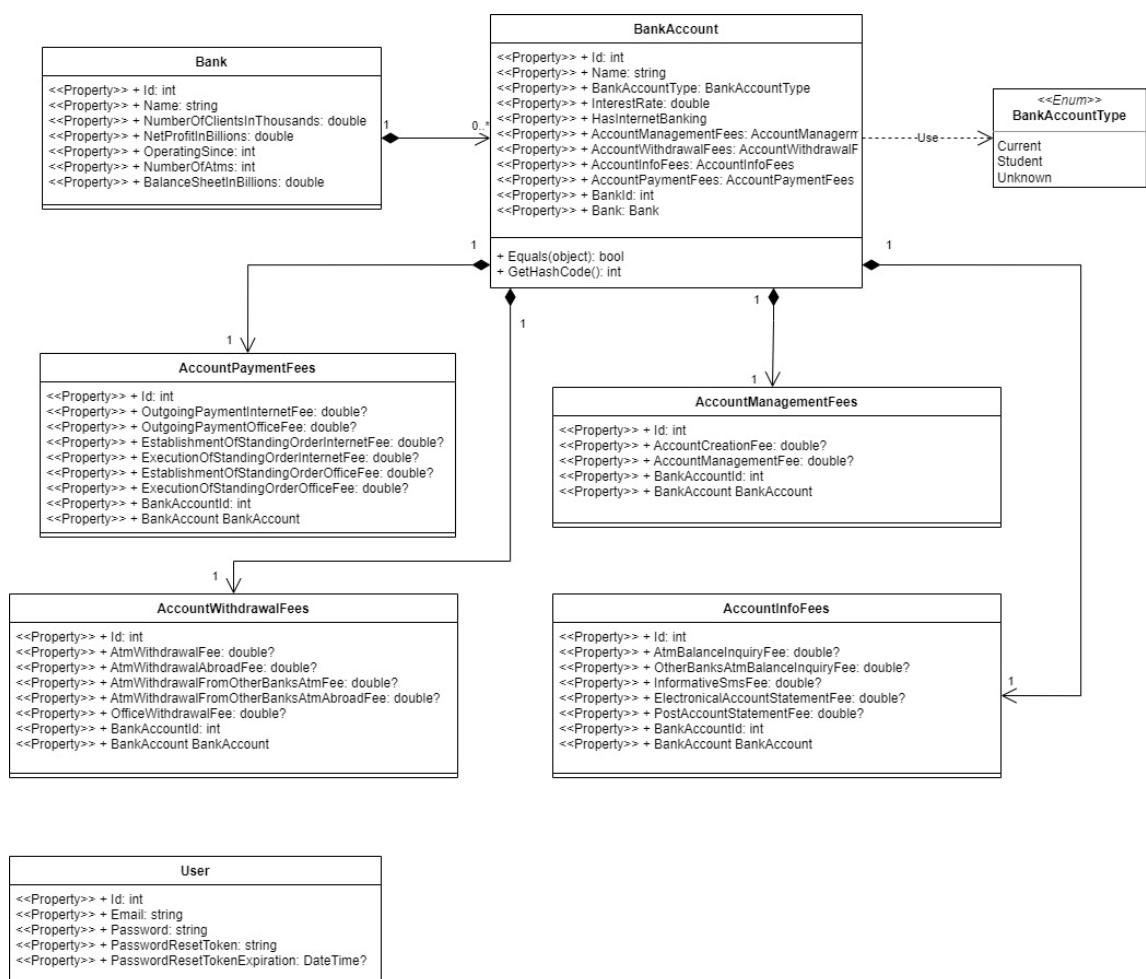 Bank
<<Property>> + Id: int
<<Property>> + Name: string
<<Property>> + NumberOfClientsInThousands: double
<<Property>> + NetProfitInBillions: double
<<Property>> + OperatingSince: int
<<Property>> + NumberOfAtms: int
<<Property>> + BalanceSheetInBillions: double
1
0..*
BankAccount
<<Property>> + Id: int
<<Property>> + Name: string
<<Property>> + BankAccountType: BankAccountType
<<Property>> + InterestRate: double
<<Property>> + HasInternetBanking
<<Property>> + AccountManagementFees: AccountManagerm
<<Property>> + AccountWithdrawalFees: AccountWithdrawalF
<<Property>> + AccountInfoFees: AccountInfoFees
<<Property>> + AccountPaymentFees: AccountPaymentFees
<<Property>> + BankId: int
<<Property>> + Bank: Bank
+ Equals(object): bool
+ GetHashCode(): int
Use
<<Enum>>
BankAccountType
Current
Student
Unknown
1
1
1
1
1
AccountPaymentFees
<<Property>> + Id: int
<<Property>> + OutgoingPaymentInternetFee: double?
<<Property>> + OutgoingPaymentOfficeFee: double?
<<Property>> + EstablishmentOfStandingOrderInternetFee: double?
<<Property>> + ExecutionOfStandingOrderInternetFee: double?
<<Property>> + EstablishmentOfStandingOrderOfficeFee: double?
<<Property>> + ExecutionOfStandingOrderOfficeFee: double?
<<Property>> + BankAccountId: int
<<Property>> + BankAccount BankAccount
1
AccountManagementFees
<<Property>> + Id: int
<<Property>> + AccountCreationFee: double?
<<Property>> + AccountManagementFee: double?
<<Property>> + BankAccountId: int
<<Property>> + BankAccount BankAccount
1
AccountWithdrawalFees
<<Property>> + Id: int
<<Property>> + AtmWithdrawalFee: double?
<<Property>> + AtmWithdrawalAbroadFee: double?
<<Property>> + AtmWithdrawalFromOtherBanksAtmFee: double?
<<Property>> + AtmWithdrawalFromOtherBanksAtmAbroadFee: double?
<<Property>> + OfficeWithdrawalFee: double?
<<Property>> + BankAccountId: int
<<Property>> + BankAccount BankAccount
AccountInfoFees
<<Property>> + Id: int
<<Property>> + AtmBalanceInquiryFee: double?
<<Property>> + OtherBanksAtmBalanceInquiryFee: double?
<<Property>> + InformativeSmsFee: double?
<<Property>> + ElectronicalAccountStatementFee: double?
<<Property>> + PostAccountStatementFee: double?
<<Property>> + BankAccountId: int
<<Property>> + BankAccount BankAccount
1
User
<<Property>> + Id: int
<<Property>> + Email: string
<<Property>> + Password: string
<<Property>> + PasswordResetToken: string
<<Property>> + PasswordResetTokenExpiration: DateTime?